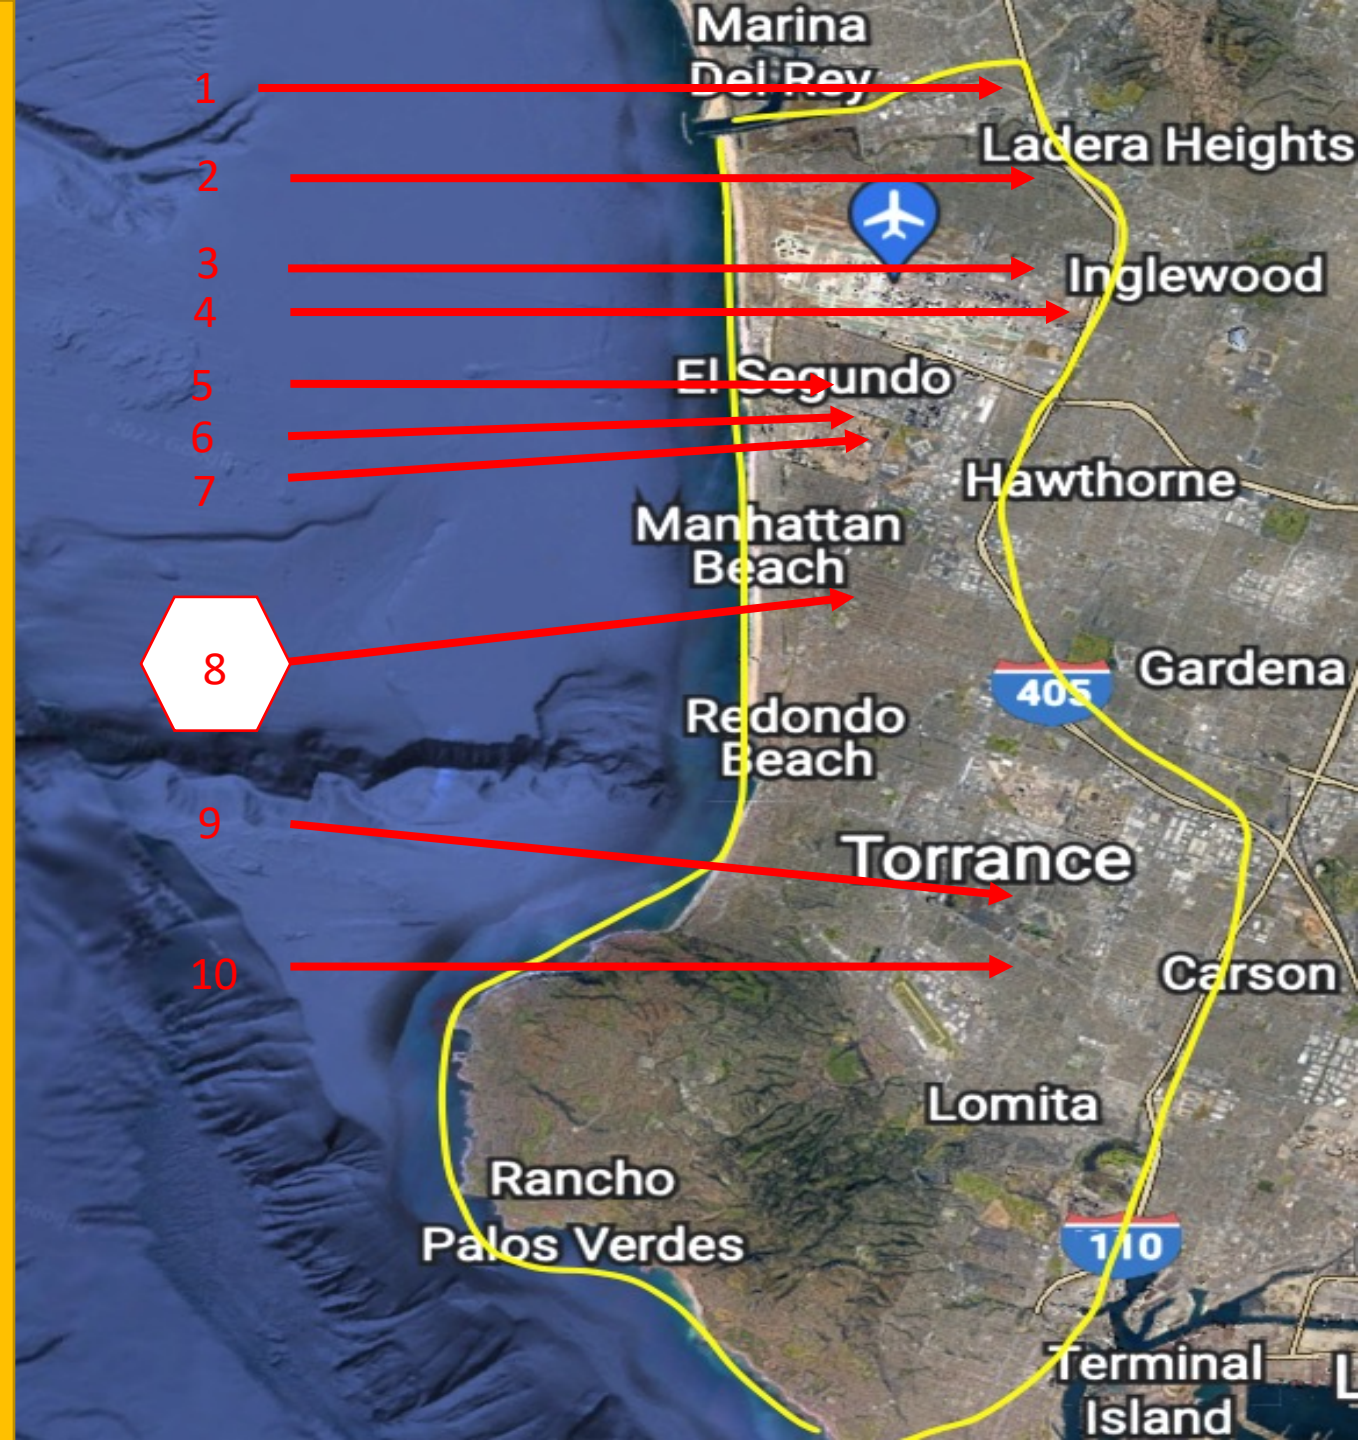 Marina
Del Rey
1
Ladera Heights
2
3
Inglewood
4
El Segundo
5
6
7
Hawthorne
Manhattan
Beach
8
Gardena
405
Redondo
Beach
9
Torrance
10
Carson
Lomita
Rancho
Palos Verdes
110
Terminal
Island
L